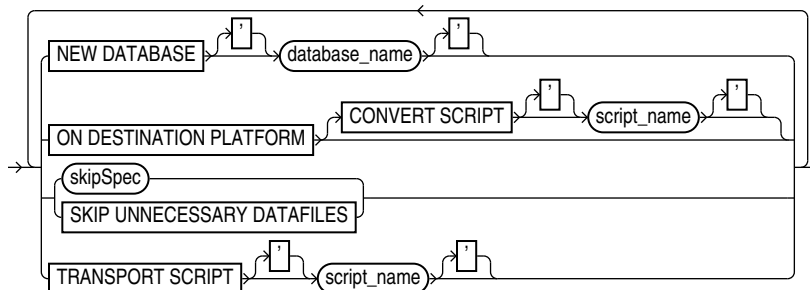 NEW DATABASE ' database_name '
CONVERT SCRIPT ' script_name '
ON DESTINATION PLATFORM
skipSpec
SKIP UNNECESSARY DATAFILES
TRANSPORT SCRIPT ' script_name '